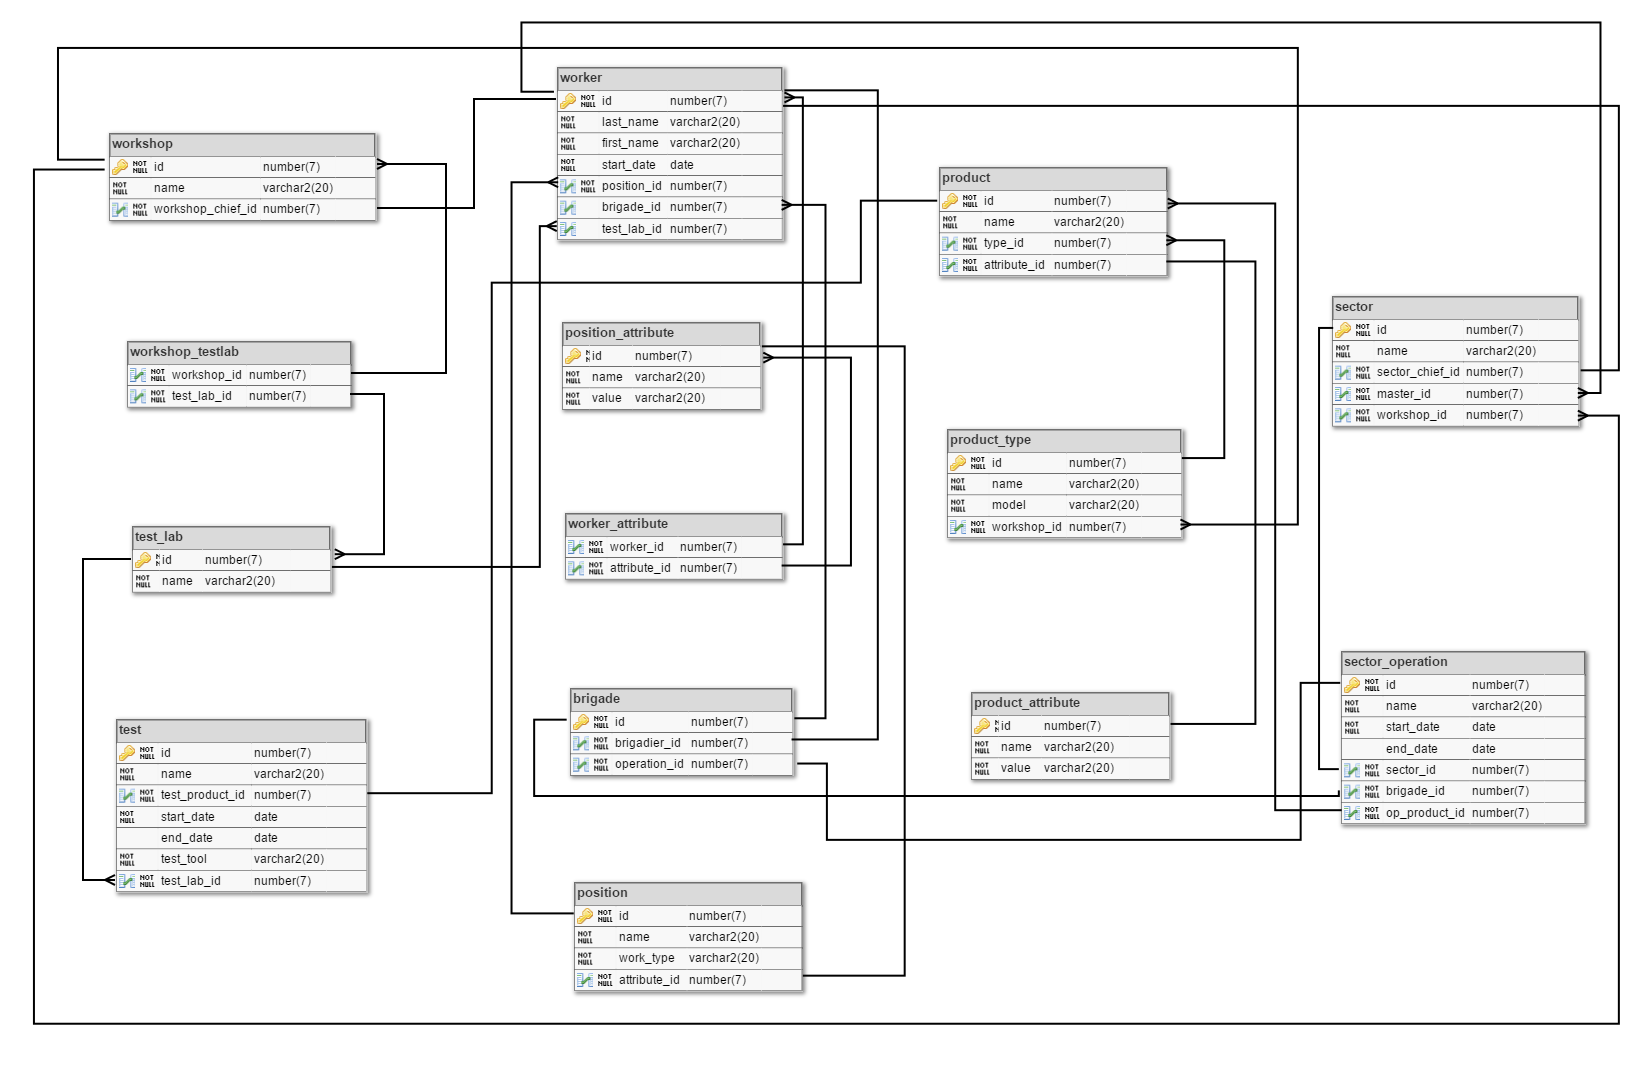 worker
NOT NULL id number(7)
NOT NULL last_name varchar2(20)
NOT NULL first_name varchar2(20)
NOT NULL start_date date
NOT NULL position_id number(7)
brigade_id number(7)
test_lab_id number(7)
workshop
NOT NULL id number(7)
NOT NULL name varchar2(20)
NOT NULL workshop_chief_id number(7)
product
NOT NULL id number(7)
NOT NULL name varchar2(20)
NOT NULL type_id number(7)
NOT NULL attribute_id number(7)
sector
NOT NULL id number(7)
NOT NULL name varchar2(20)
NOT NULL sector_chief_id number(7)
NOT NULL master_id number(7)
NOT NULL workshop_id number(7)
position_attribute
N N id number(7)
NOT NULL name varchar2(20)
NOT NULL value varchar2(20)
workshop_testlab
NOT NULL workshop_id number(7)
NOT NULL test_lab_id number(7)
product_type
NOT NULL id number(7)
NOT NULL name varchar2(20)
NOT NULL model varchar2(20)
NOT NULL workshop_id number(7)
worker_attribute
NOT NULL worker_id number(7)
NOT NULL attribute_id number(7)
test_lab
N N id number(7)
NOT NULL name varchar2(20)
sector_operation
NOT NULL id number(7)
NOT NULL name varchar2(20)
NOT NULL start_date date
end_date date
NOT NULL sector_id number(7)
NOT NULL brigade_id number(7)
NOT NULL op_product_id number(7)
brigade
NOT NULL id number(7)
NOT NULL brigadier_id number(7)
NOT NULL operation_id number(7)
product_attribute
N N id number(7)
NOT NULL name varchar2(20)
NOT NULL value varchar2(20)
test
NOT NULL id number(7)
NOT NULL name varchar2(20)
NOT NULL test_product_id number(7)
NOT NULL start_date date
end_date date
NOT NULL test_tool varchar2(20)
NOT NULL test_lab_id number(7)
position
NOT NULL id number(7)
NOT NULL name varchar2(20)
NOT NULL work_type varchar2(20)
NOT NULL attribute_id number(7)